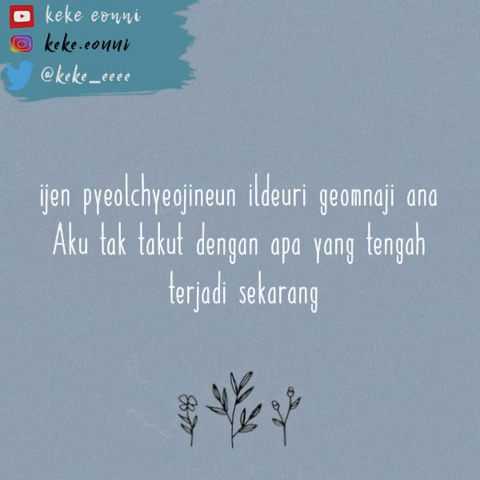 keke eonni
keke.eonni
@keke_eeee
ijen pyeolchyeojineun ildeuri geomnaji ana
Aku tak takut dengan apa yang tengah
terjadi sekarang